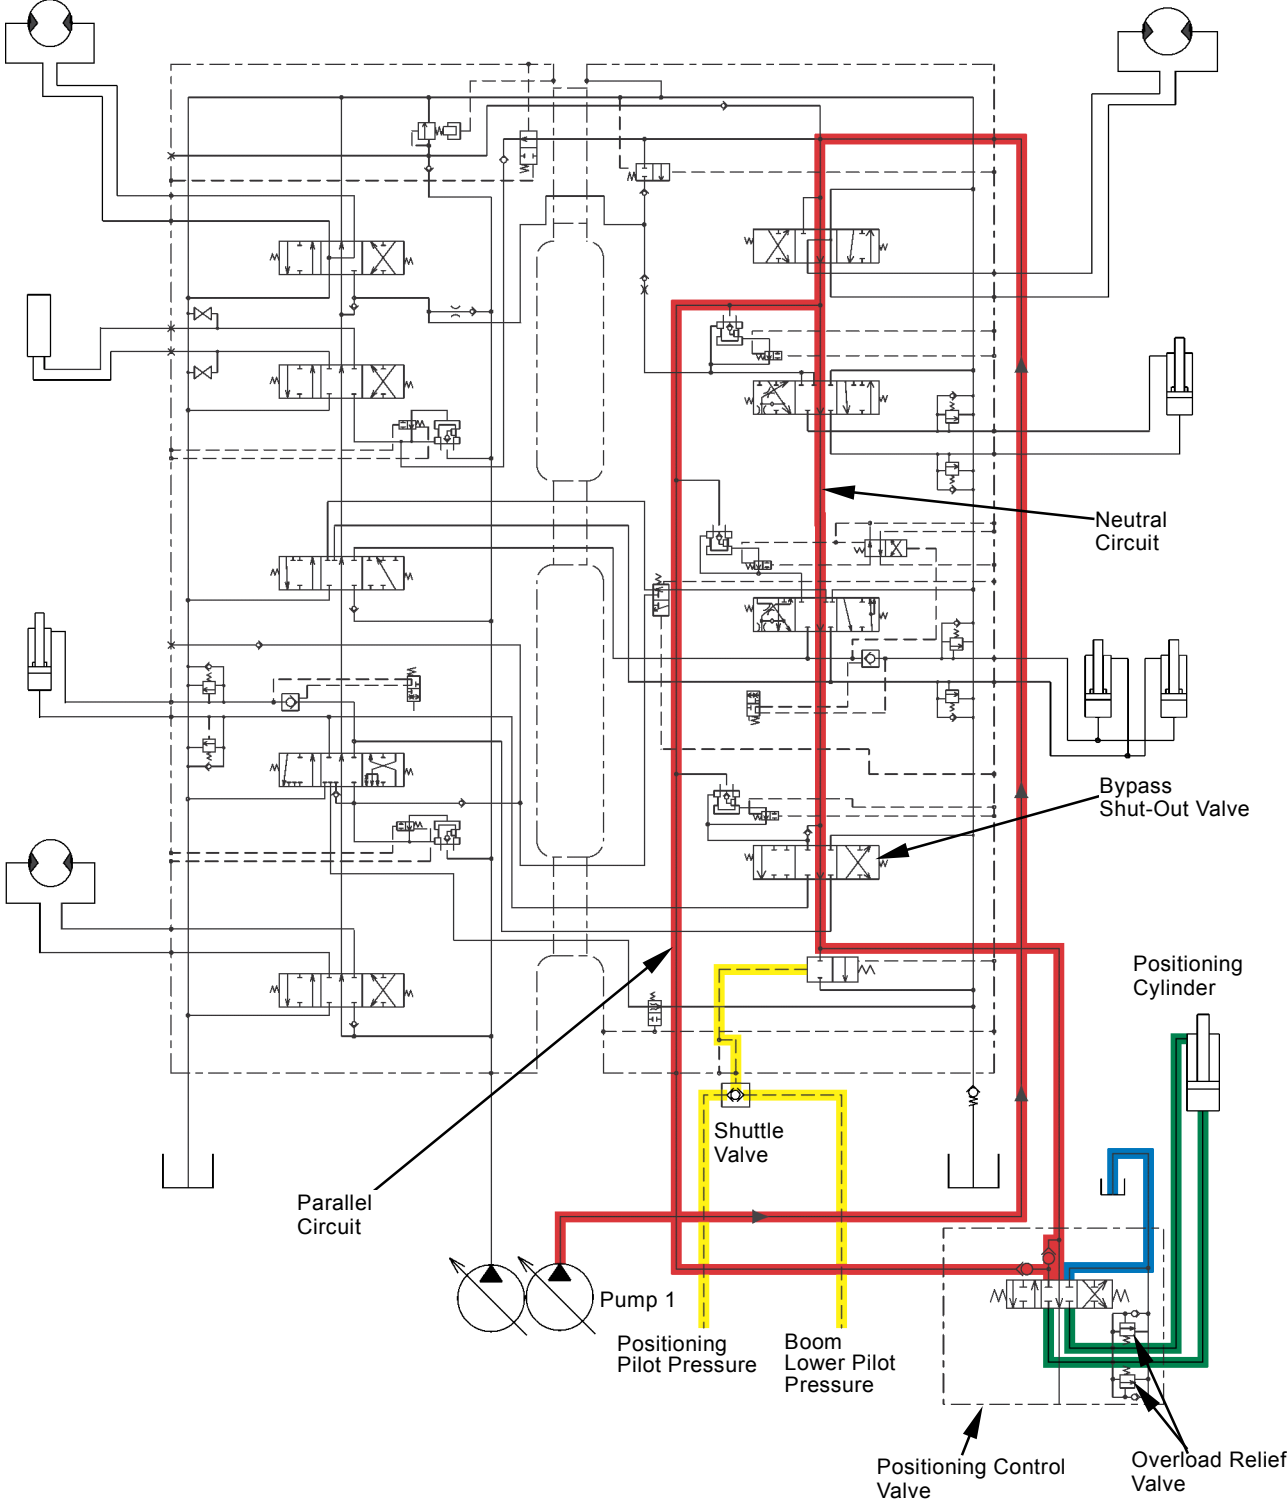 Neutral
Circuit
Bypass
Shut-Out Valve
Positioning
Cylinder
Shuttle
Valve
Parallel
Circuit
Pump 1
Positioning
Pilot Pressure
Boom
Lower Pilot
Pressure
Positioning Control
Valve
Overload Relief
Valve